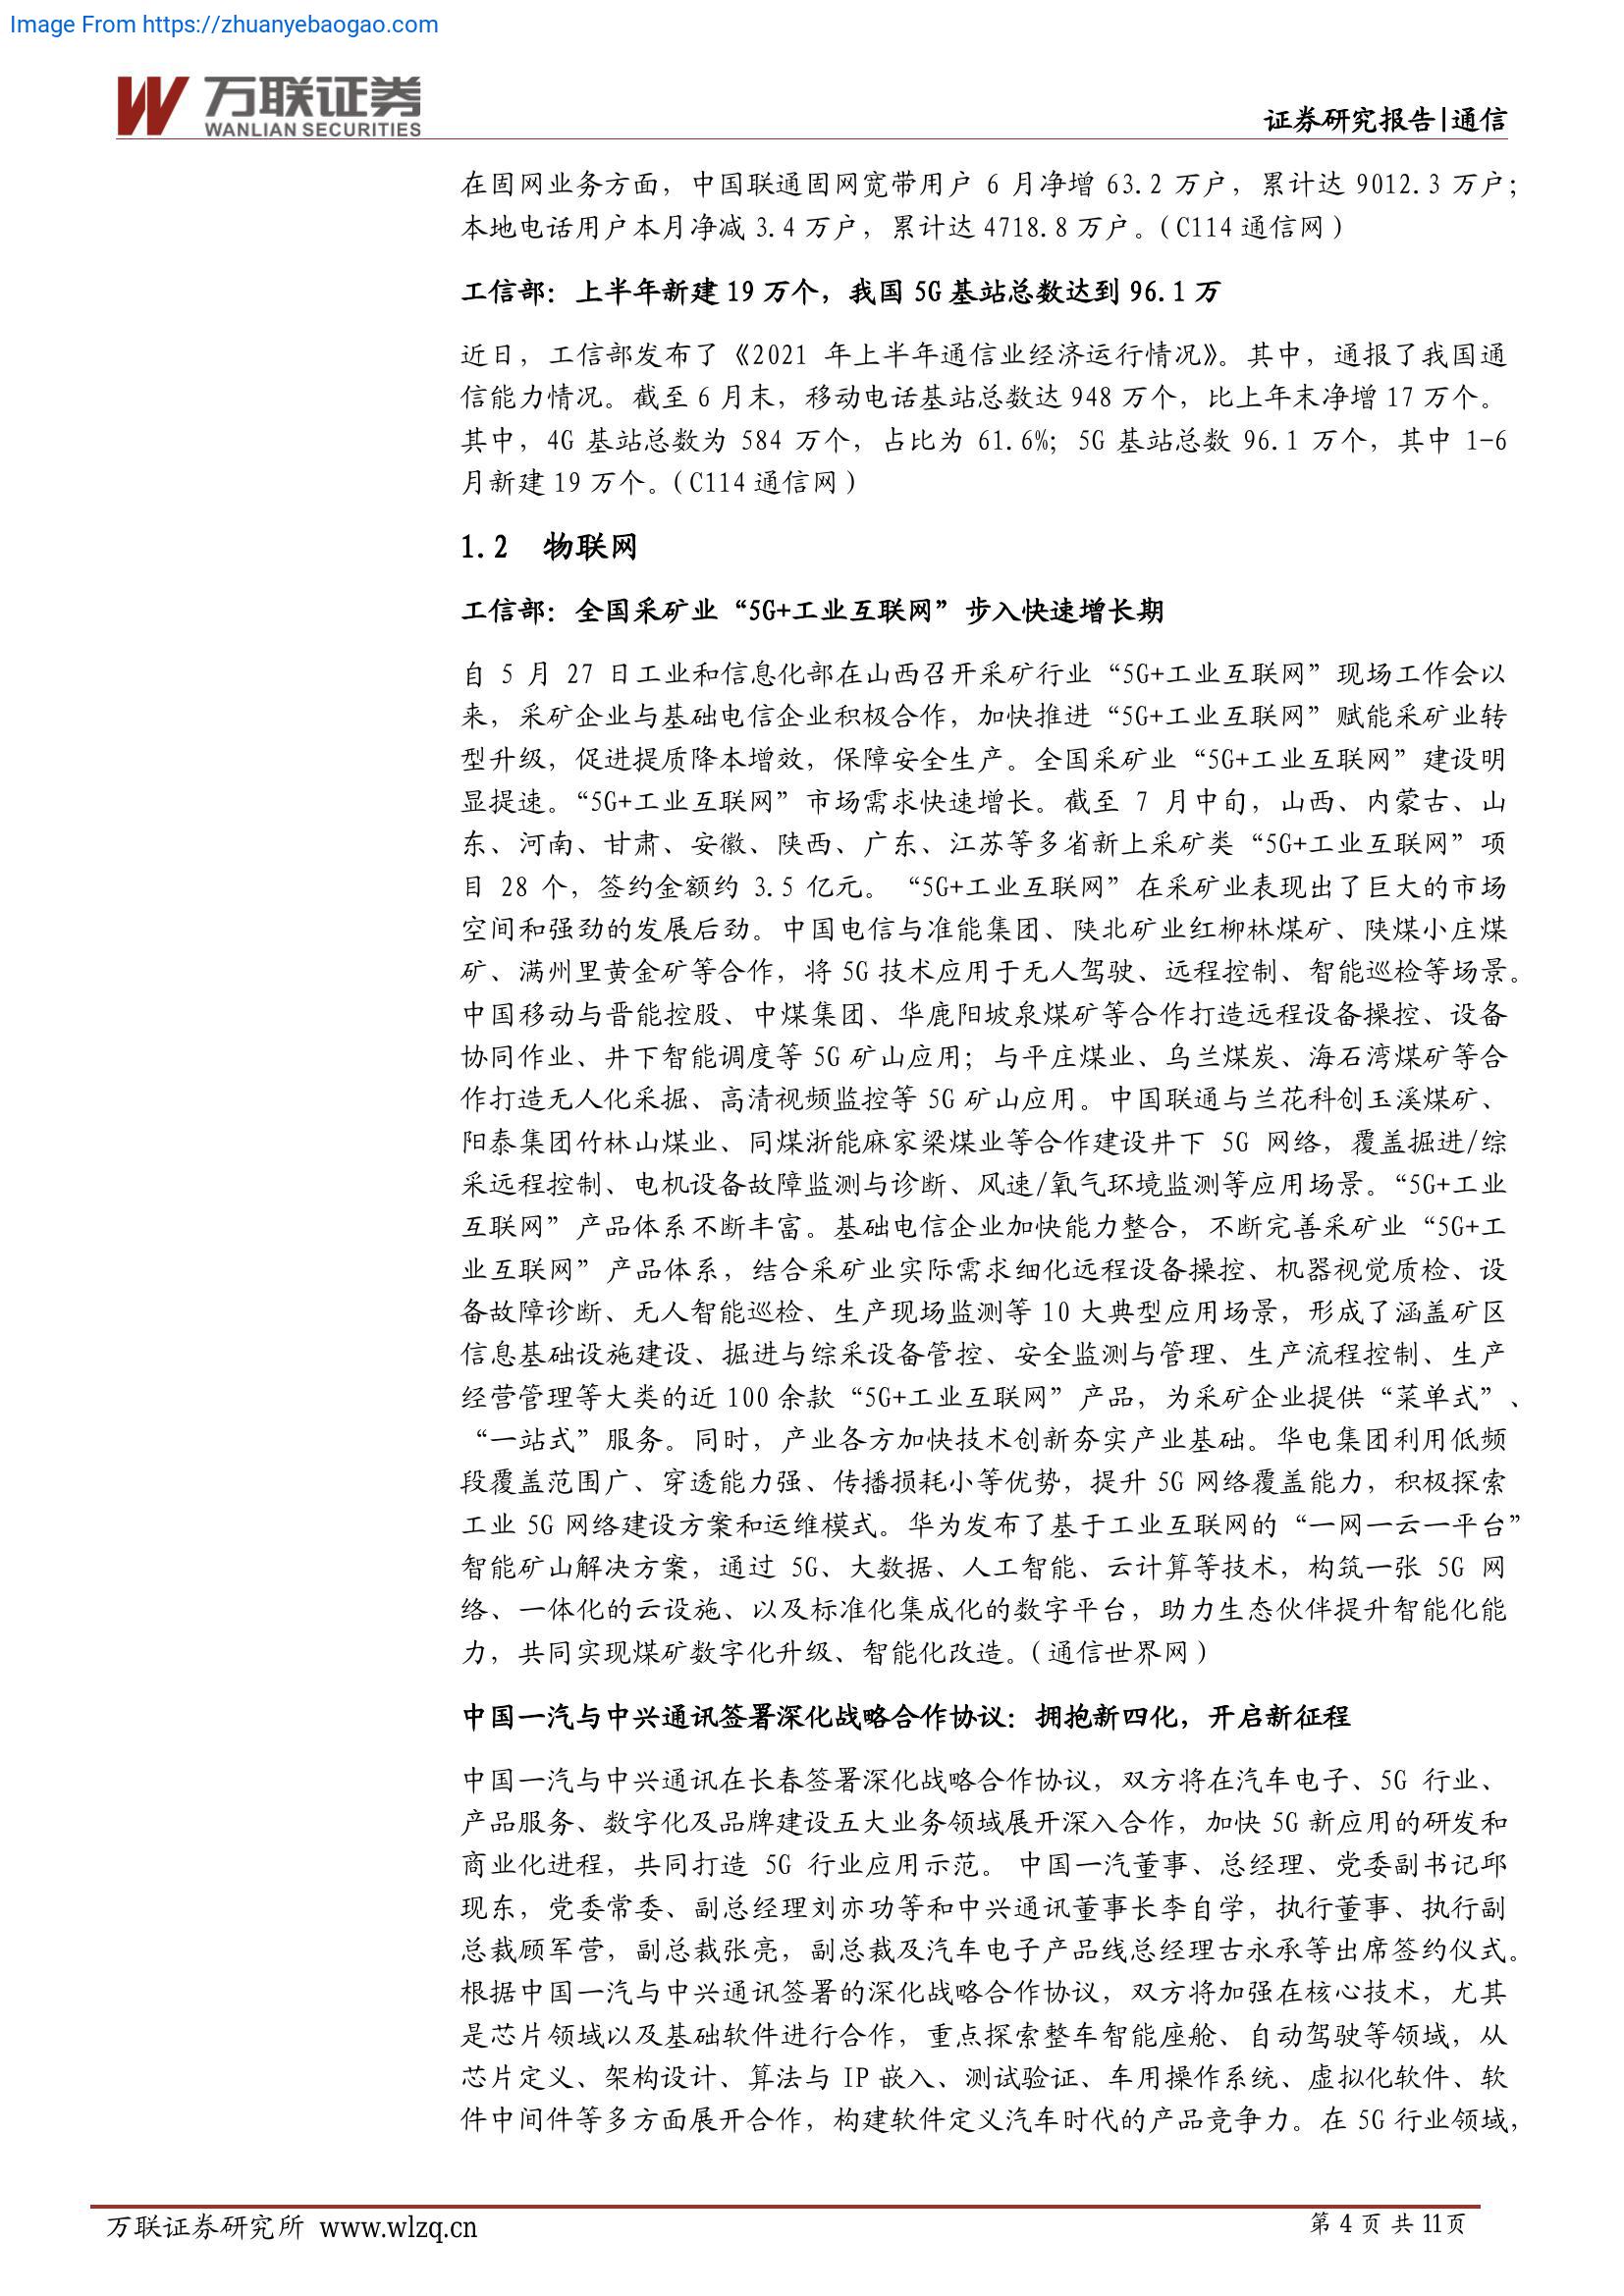 Image From https://zhuanyebaogao.com
万联证券
WANLIAN SECURITIES
证券研究报告|通信
在固网业务方面，中国联通固网宽带用户 6 月净增 63.2 万户，累计达 9012.3 万户；
本地电话用户本月净减 3.4 万户，累计达 4718.8 万户。（C114 通信网）
工信部：上半年新建 19 万个，我国 5G 基站总数达到 96.1 万
近日，工信部发布了《2021 年上半年通信业经济运行情况》。其中，通报了我国通
信能力情况。截至 6 月末，移动电话基站总数达 948 万个，比上年末净增 17 万个。
其中，4G 基站总数为 584 万个，占比为 61.6%；5G 基站总数 96.1 万个，其中 1-6
月新建 19 万个。（C114 通信网）
1.2 物联网
工信部：全国采矿业“5G+工业互联网”步入快速增长期
自 5 月 27 日工业和信息化部在山西召开采矿行业“5G+工业互联网”现场工作会以
来，采矿企业与基础电信企业积极合作，加快推进“5G+工业互联网”赋能采矿业转
型升级，促进提质降本增效，保障安全生产。全国采矿业“5G+工业互联网”建设明
显提速。“5G+工业互联网”市场需求快速增长。截至 7 月中旬，山西、内蒙古、山
东、河南、甘肃、安徽、陕西、广东、江苏等多省新上采矿类“5G+工业互联网”项
目 28 个，签约金额约 3.5 亿元。“5G+工业互联网”在采矿业表现出了巨大的市场
空间和强劲的发展后劲。中国电信与准能集团、陕北矿业红柳林煤矿、陕煤小庄煤
矿、满州里黄金矿等合作，将 5G 技术应用于无人驾驶、远程控制、智能巡检等场景。
中国移动与晋能控股、中煤集团、华鹿阳坡泉煤矿等合作打造远程设备操控、设备
协同作业、井下智能调度等 5G 矿山应用；与平庄煤业、乌兰煤炭、海石湾煤矿等合
作打造无人化采掘、高清视频监控等 5G 矿山应用。中国联通与兰花科创玉溪煤矿、
阳泰集团竹林山煤业、同煤浙能麻家梁煤业等合作建设井下 5G 网络，覆盖掘进/综
采远程控制、电机设备故障监测与诊断、风速/氧气环境监测等应用场景。“5G+工业
互联网”产品体系不断丰富。基础电信企业加快能力整合，不断完善采矿业“5G+工
业互联网”产品体系，结合采矿业实际需求细化远程设备操控、机器视觉质检、设
备故障诊断、无人智能巡检、生产现场监测等 10 大典型应用场景，形成了涵盖矿区
信息基础设施建设、掘进与综采设备管控、安全监测与管理、生产流程控制、生产
经营管理等大类的近 100 余款“5G+工业互联网”产品，为采矿企业提供“菜单式”、
“一站式”服务。同时，产业各方加快技术创新夯实产业基础。华电集团利用低频
段覆盖范围广、穿透能力强、传播损耗小等优势，提升 5G 网络覆盖能力，积极探索
工业 5G 网络建设方案和运维模式。华为发布了基于工业互联网的“一网一云一平台”
智能矿山解决方案，通过 5G、大数据、人工智能、云计算等技术，构筑一张 5G 网
络、一体化的云设施、以及标准化集成化的数字平台，助力生态伙伴提升智能化能
力，共同实现煤矿数字化升级、智能化改造。（通信世界网）
中国一汽与中兴通讯签署深化战略合作协议：拥抱新四化，开启新征程
中国一汽与中兴通讯在长春签署深化战略合作协议，双方将在汽车电子、5G 行业、
产品服务、数字化及品牌建设五大业务领域展开深入合作，加快 5G 新应用的研发和
商业化进程，共同打造 5G 行业应用示范。 中国一汽董事、总经理、党委副书记邱
现东，党委常委、副总经理刘亦功等和中兴通讯董事长李自学，执行董事、执行副
总裁顾军营，副总裁张亮，副总裁及汽车电子产品线总经理古永承等出席签约仪式。
根据中国一汽与中兴通讯签署的深化战略合作协议，双方将加强在核心技术，尤其
是芯片领域以及基础软件进行合作，重点探索整车智能座舱、自动驾驶等领域，从
芯片定义、架构设计、算法与 IP 嵌入、测试验证、车用操作系统、虚拟化软件、软
件中间件等多方面展开合作，构建软件定义汽车时代的产品竞争力。在 5G 行业领域，
万联证券研究所 www.wlzq.cn
第 4 页 共 11 页